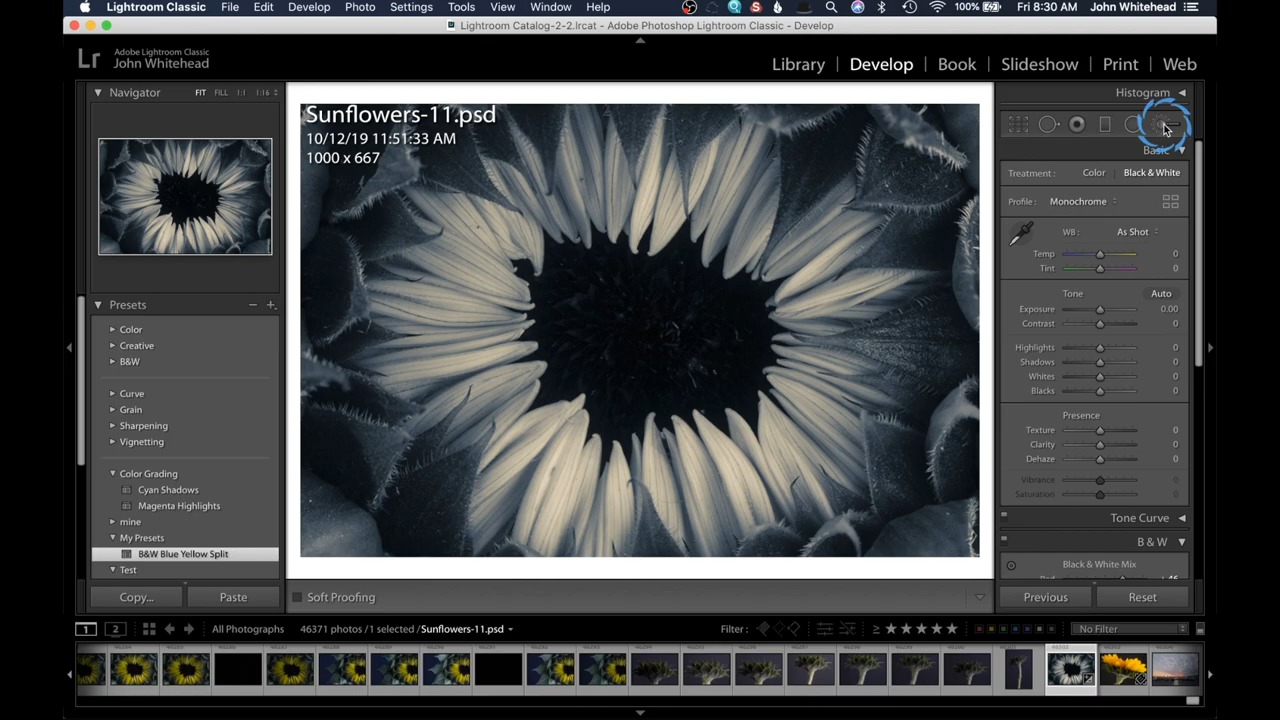 Lightroom Classic File Edit Develop Photo Settings Tools View Window Help 100% Fri 8:30 AM John Whitehead
Lightroom Catalog-2-2.lrcat - Adobe Photoshop Lightroom Classic - Develop
Lr Adobe Lightroom Classic
John Whitehead
Library Develop Book Slideshow Print Web
Navigator FIT FILL 1:1 1:16
Histogram
Sunflowers-11.psd
10/12/19 11:51:33 AM
1000 x 667
Basic
Treatment : Color Black & White
Profile : Monochrome
WB : As Shot
Temp 0
Tint 0
Tone Auto
Exposure 0.00
Contrast 0
Highlights 0
Shadows 0
Whites 0
Blacks 0
Presence
Texture 0
Clarity 0
Dehaze 0
Vibrance 0
Saturation 0
Tone Curve
B & W
Black & White Mix
Red + 46
Previous Reset
Presets
Color
Creative
B&W
Curve
Grain
Sharpening
Vignetting
Color Grading
Cyan Shadows
Magenta Highlights
mine
My Presets
B&W Blue Yellow Split
Test
Copy... Paste
Soft Proofing
1 2 All Photographs 46371 photos / 1 selected / Sunflowers-11.psd Filter : ≥ ★ ★ ★ ★ ★ No Filter